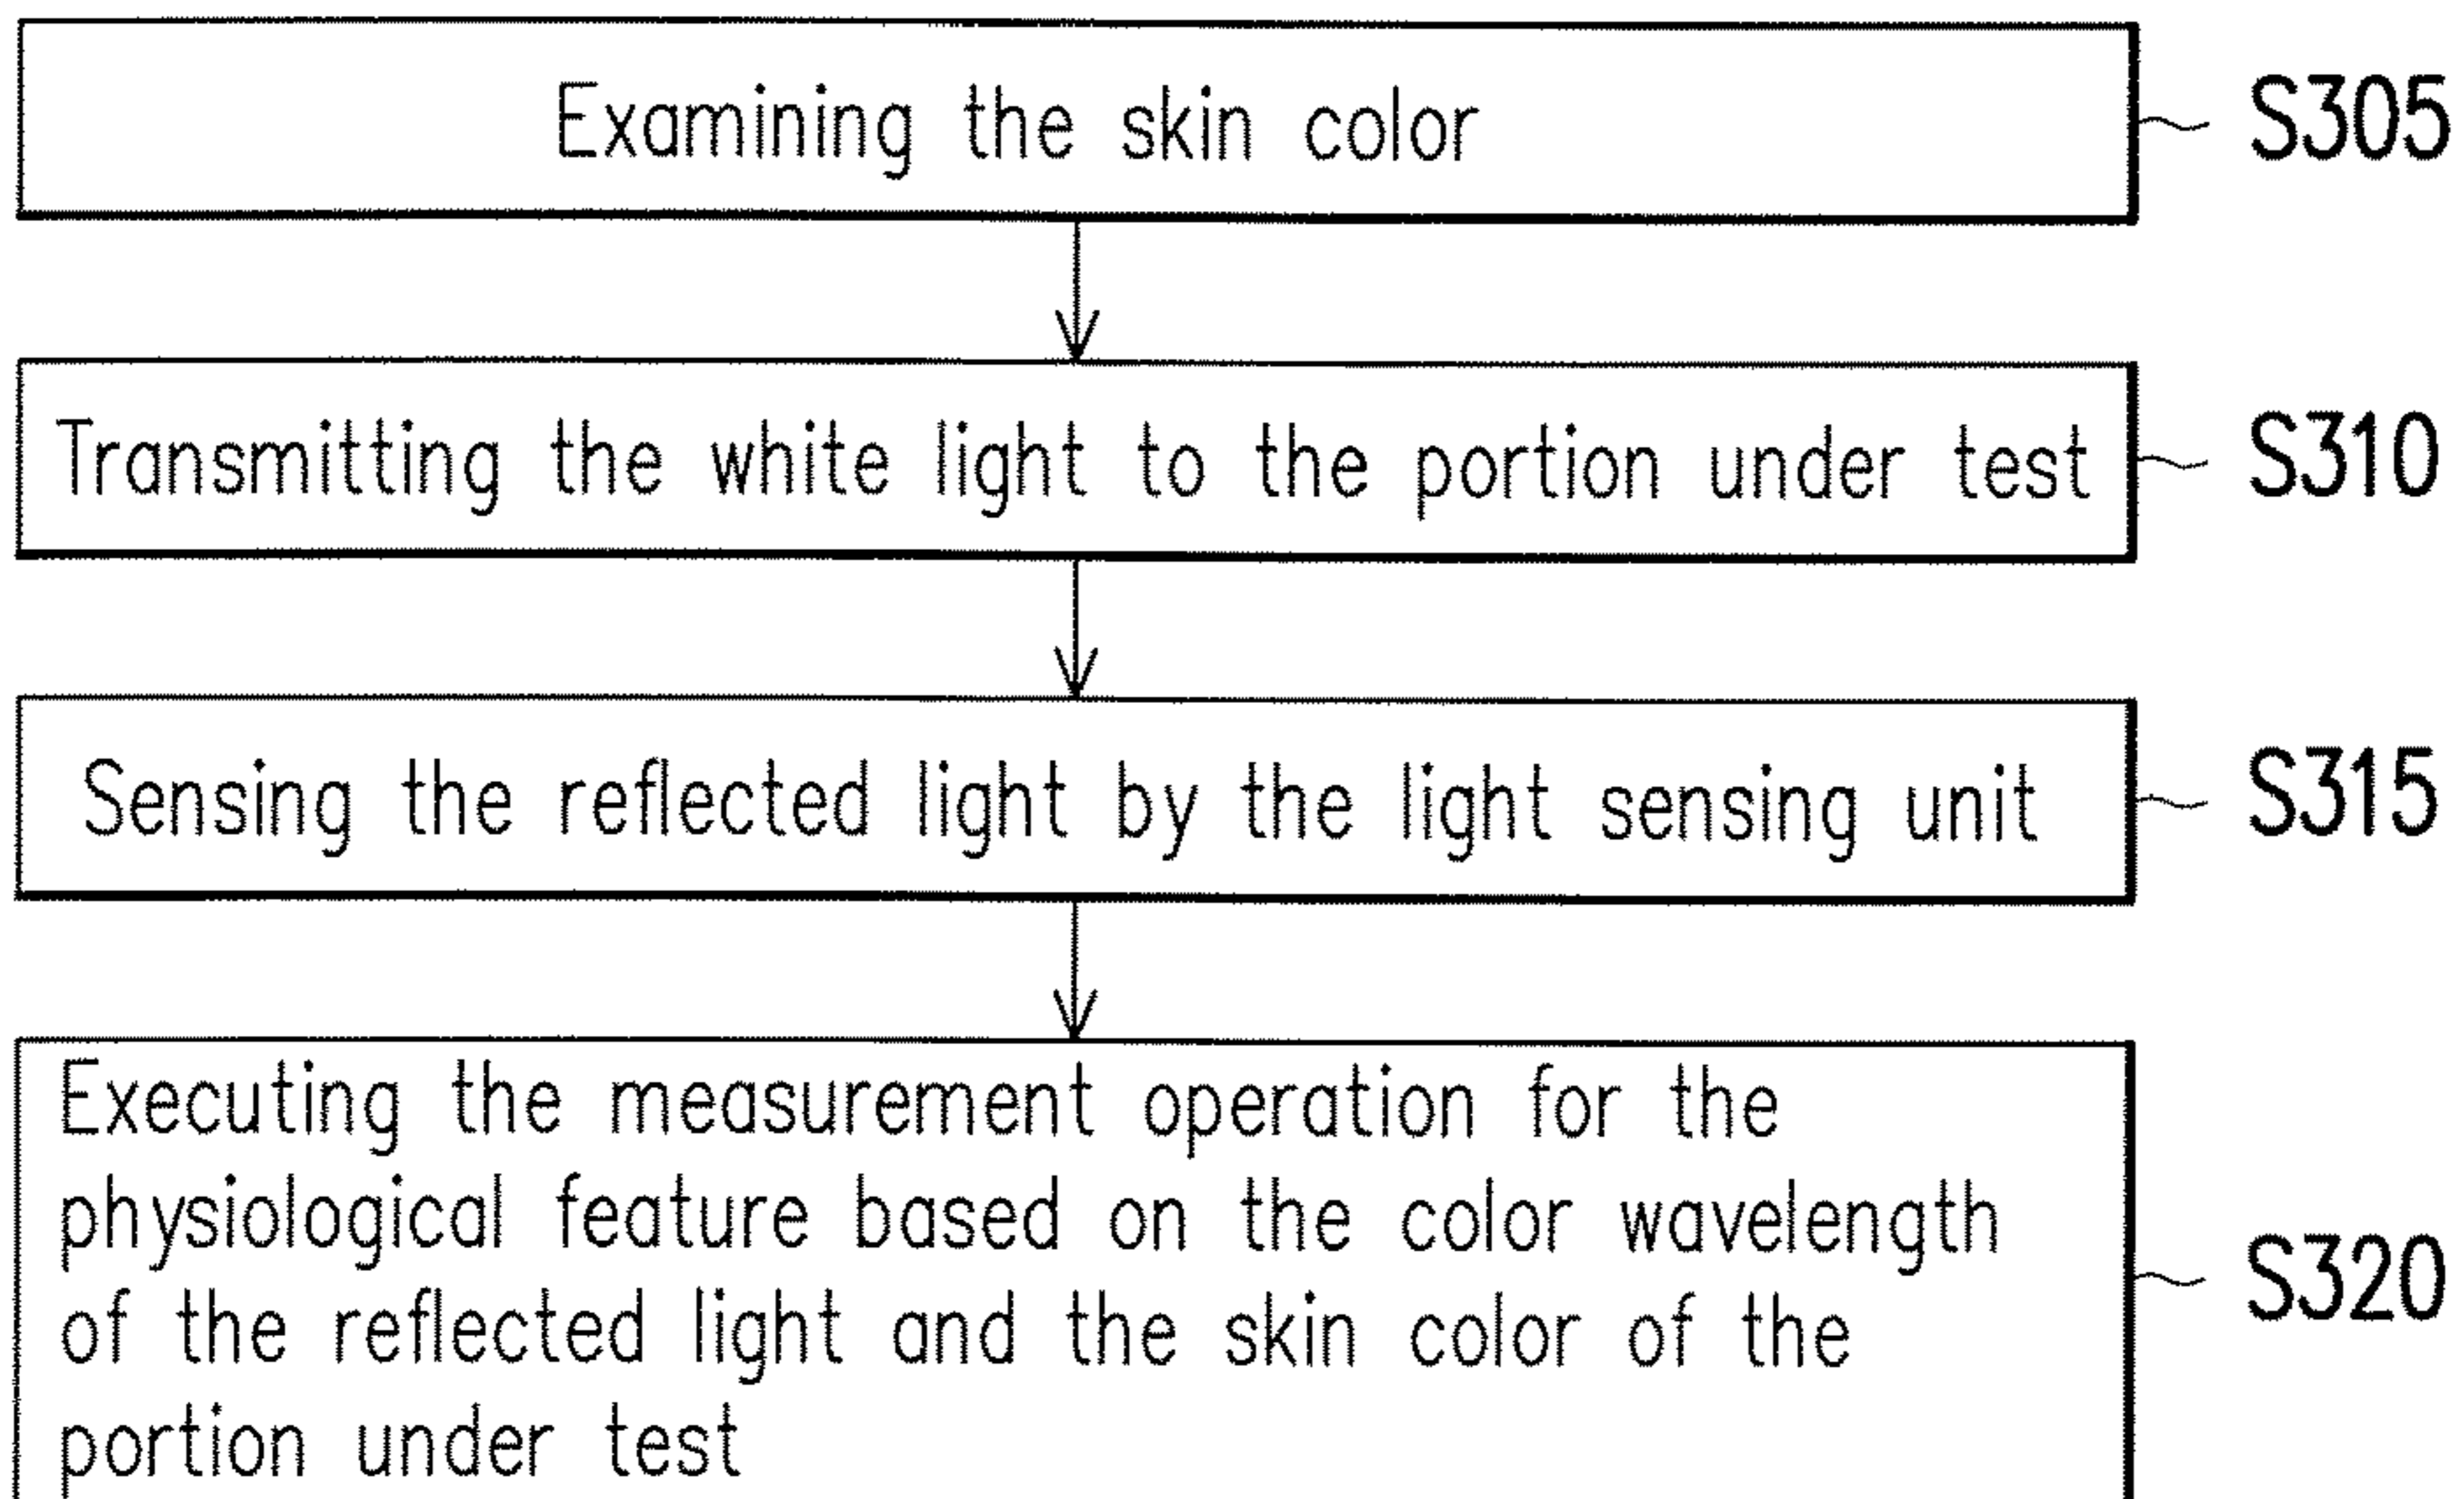 Examining the skin color
S305
Transmitting the white light to the portion under test
S310
Sensing the reflected light by the light sensing unit
S315
Executing the measurement operation for the
physiological feature based on the color wavelength
of the reflected light and the skin color of the
portion under test
S320